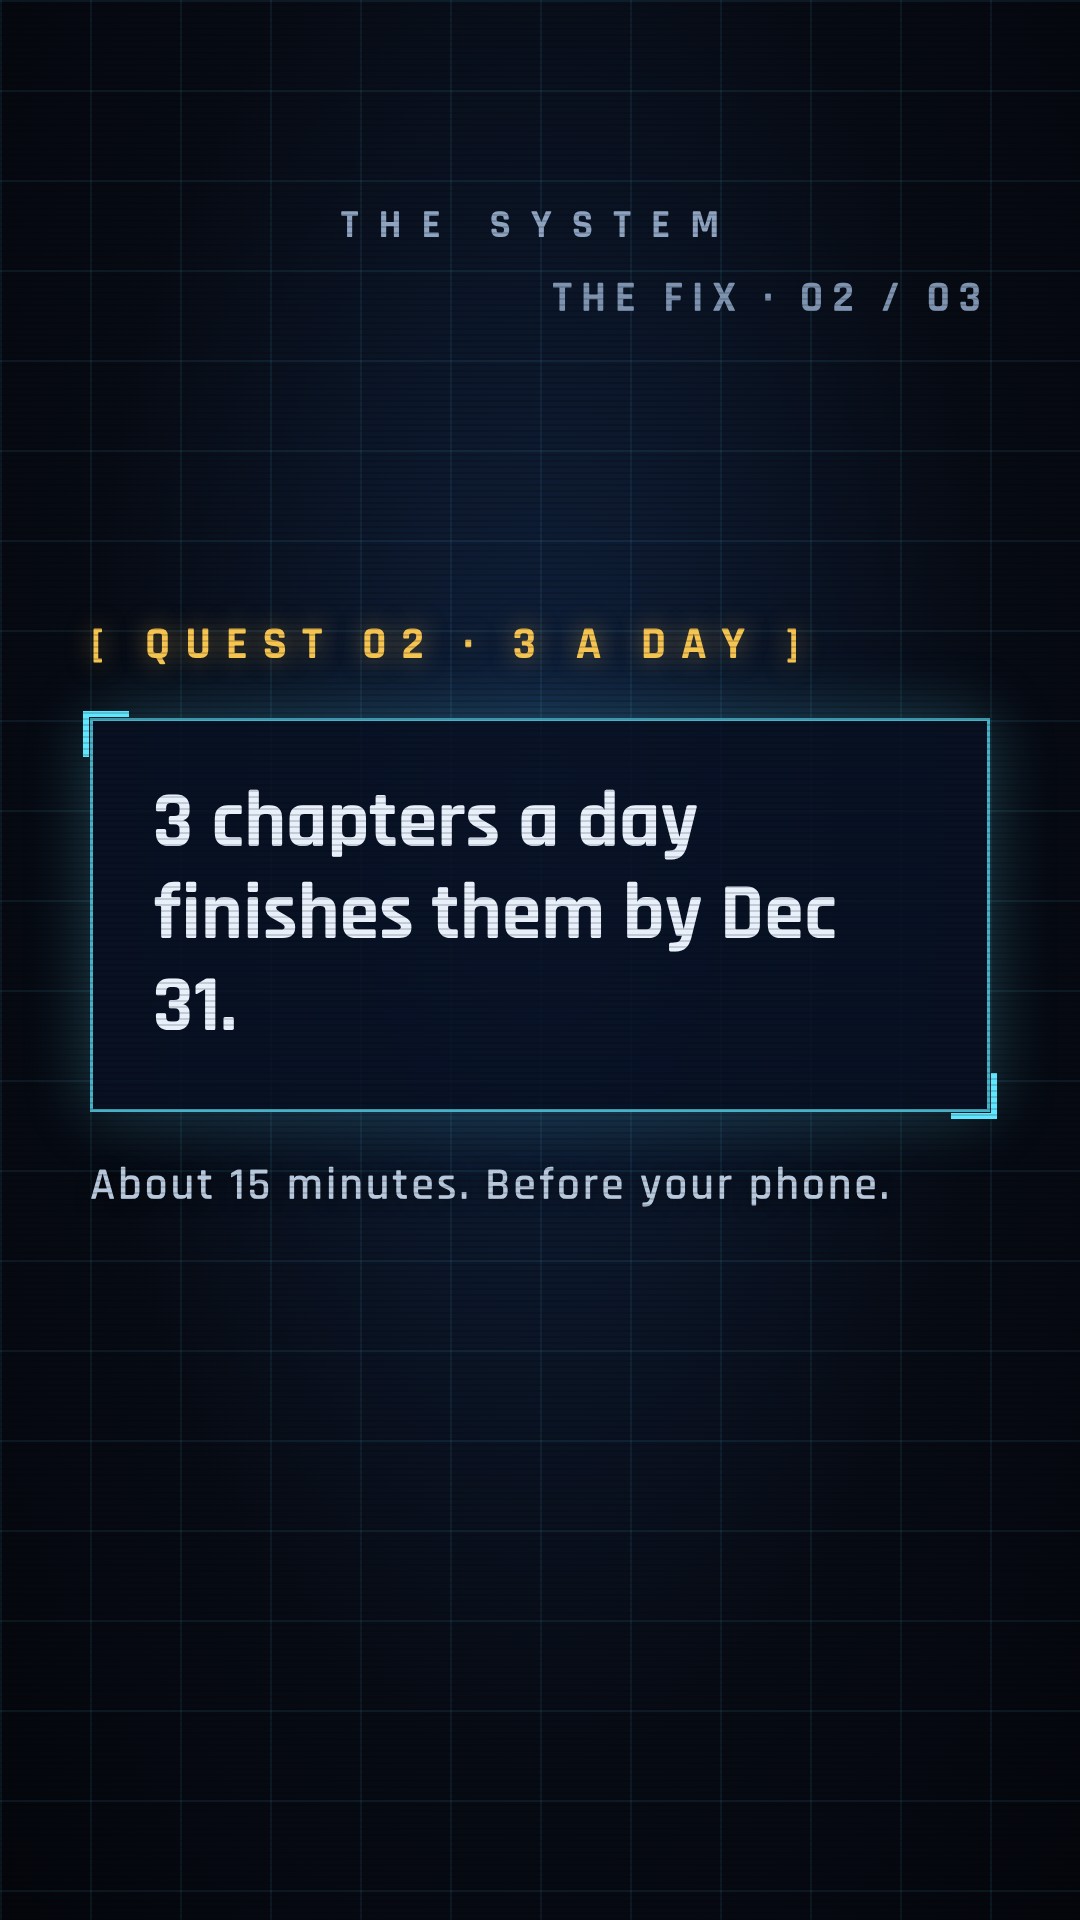 THE SYSTEM
THE FIX · 02 / 03
[ QUEST 02 · 3 A DAY ]
3 chapters a day
finishes them by Dec
31.
About 15 minutes. Before your phone.